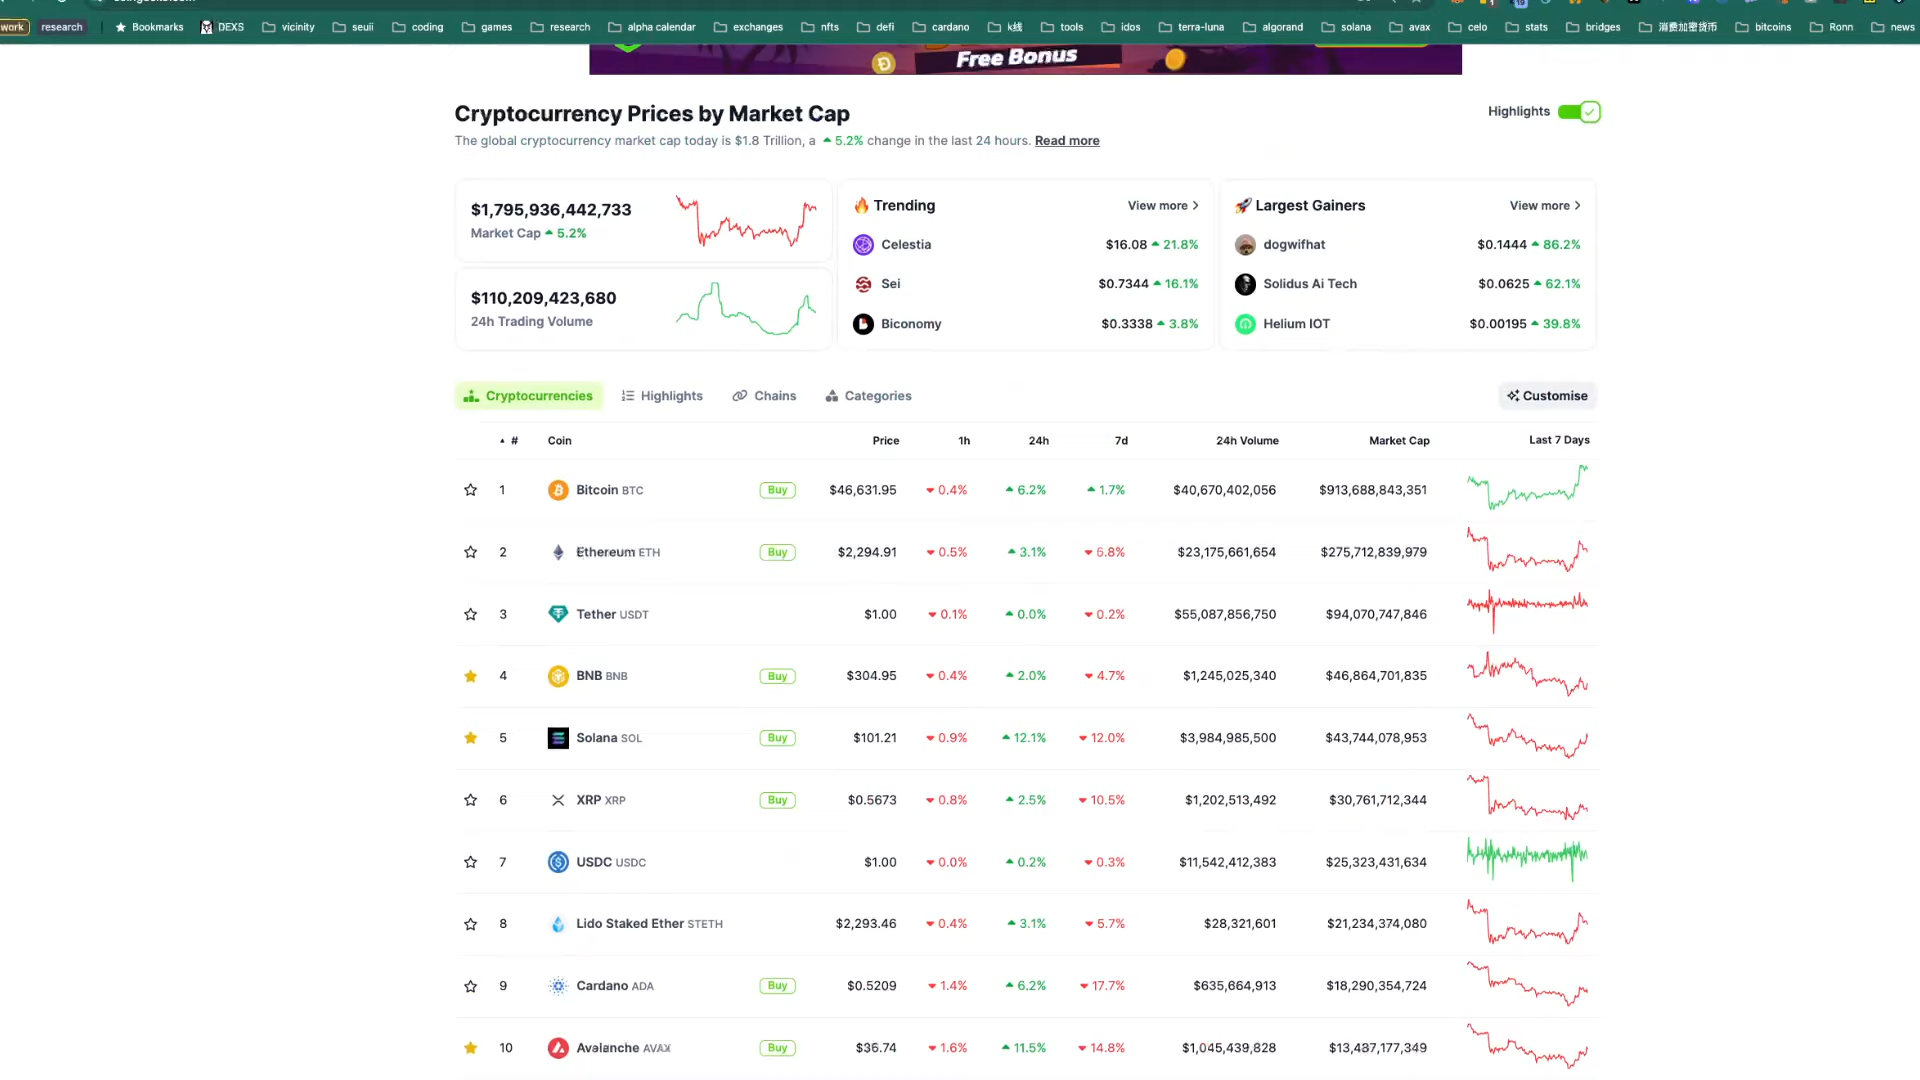 work research Bookmarks DEXS vicinity seuii coding games research alpha calendar exchanges nfts defi cardano k线 tools idos terra-luna algorand solana avax celo stats bridges 消费加密货币 bitcoins Ronn news
Free Bonus
Cryptocurrency Prices by Market Cap
Highlights
The global cryptocurrency market cap today is $1.8 Trillion, a 5.2% change in the last 24 hours. Read more
$1,795,936,442,733
Market Cap 5.2%
$110,209,423,680
24h Trading Volume
Trending View more
Celestia $16.08 21.8%
Sei $0.7344 16.1%
Biconomy $0.3338 3.8%
Largest Gainers View more
dogwifhat $0.1444 86.2%
Solidus Ai Tech $0.0625 62.1%
Helium IOT $0.00195 39.8%
Cryptocurrencies Highlights Chains Categories Customise
# Coin Price 1h 24h 7d 24h Volume Market Cap Last 7 Days
1 Bitcoin BTC Buy $46,631.95 0.4% 6.2% 1.7% $40,670,402,056 $913,688,843,351
2 Ethereum ETH Buy $2,294.91 0.5% 3.1% 5.8% $23,175,661,654 $275,712,839,979
3 Tether USDT $1.00 0.1% 0.0% 0.2% $55,087,856,750 $94,070,747,846
4 BNB BNB Buy $304.95 0.4% 2.0% 4.7% $1,245,025,340 $46,864,701,835
5 Solana SOL Buy $101.21 0.9% 12.1% 12.0% $3,984,985,500 $43,744,078,953
6 XRP XRP Buy $0.5673 0.8% 2.5% 10.5% $1,202,513,492 $30,761,712,344
7 USDC USDC $1.00 0.0% 0.2% 0.3% $11,542,412,383 $25,323,431,634
8 Lido Staked Ether STETH $2,293.46 0.4% 3.1% 5.7% $28,321,601 $21,234,374,080
9 Cardano ADA Buy $0.5209 1.4% 6.2% 17.7% $635,664,913 $18,290,354,724
10 Avalanche AVAX Buy $36.74 1.6% 11.5% 14.8% $1,045,439,828 $13,437,177,349